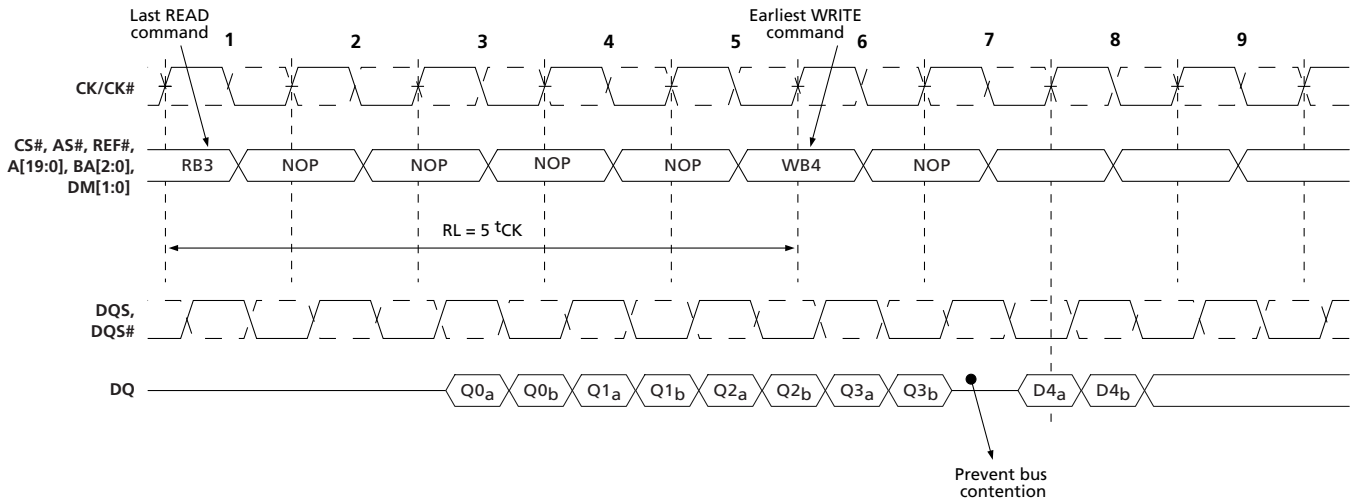 Last READ
command
Earliest WRITE
command
1 2 3 4 5 6 7 8 9
CK/CK#
CS#, AS#, REF#,
A[19:0], BA[2:0],
DM[1:0]
RB3 NOP NOP NOP NOP WB4 NOP
RL = 5 tCK
DQS,
DQS#
DQ
Q0a Q0b Q1a Q1b Q2a Q2b Q3a Q3b D4a D4b
Prevent bus
contention